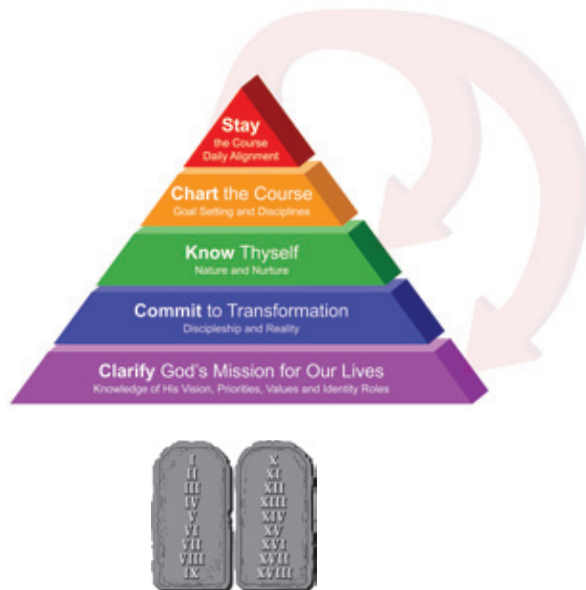 Stay
the Course
Daily Alignment
Chart the Course
Goal Setting and Disciplines
Know Thyself
Nature and Nurture
Commit to Transformation
Discipleship and Reality
Clarify God's Mission for Our Lives
Knowledge of His Vision, Priorities, Values and Identity Roles
I
II
III
IV
V
VI
VII
VIII
IX
X
XI
XII
XIII
XIV
XV
XVI
XVII
XVIII